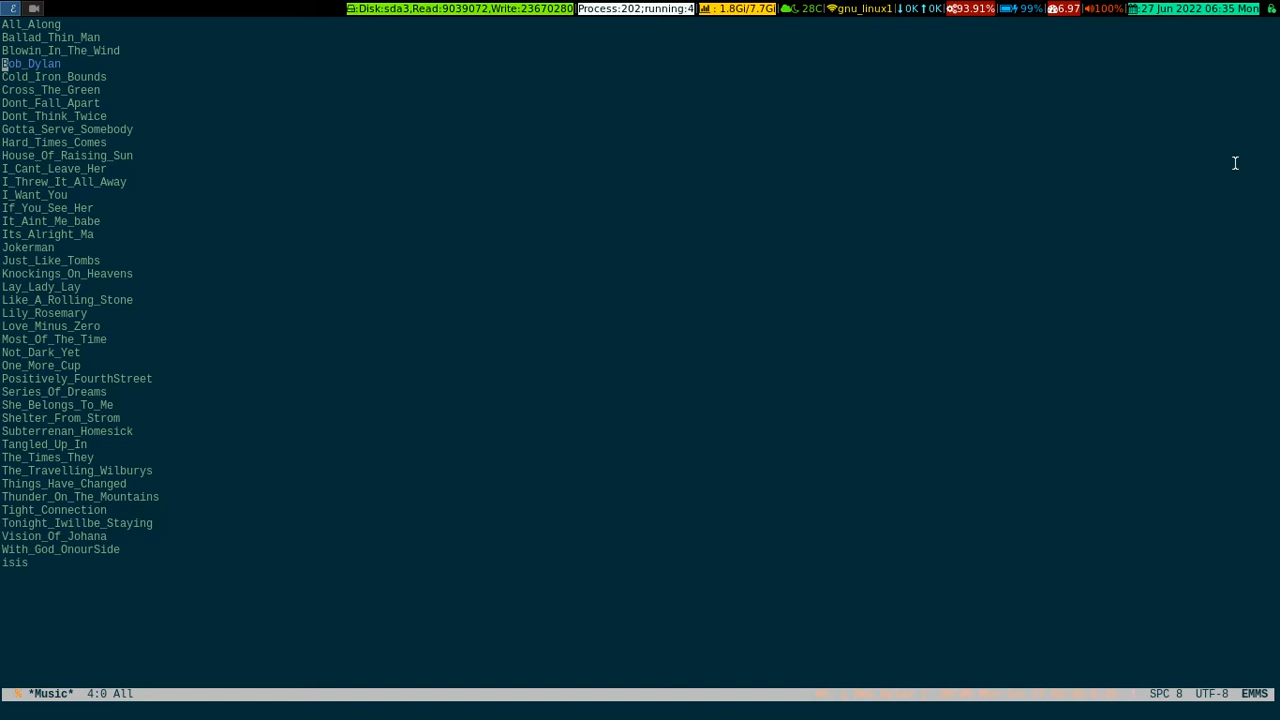 Disk:sda3,Read:9039072,Write:23670280| Process:202;running:4 : 1.8Gi/7.7Gi 28C| gnu_linux1| ↓0K ↑0K 93.91%| 99%| 6.97 100%| :27 Jun 2022 06:35 Mon
All_Along
Ballad_Thin_Man
Blowin_In_The_Wind
Bob_Dylan
Cold_Iron_Bounds
Cross_The_Green
Dont_Fall_Apart
Dont_Think_Twice
Gotta_Serve_Somebody
Hard_Times_Comes
House_Of_Raising_Sun
I_Cant_Leave_Her
I_Threw_It_All_Away
I_Want_You
If_You_See_Her
It_Aint_Me_babe
Its_Alright_Ma
Jokerman
Just_Like_Tombs
Knockings_On_Heavens
Lay_Lady_Lay
Like_A_Rolling_Stone
Lily_Rosemary
Love_Minus_Zero
Most_Of_The_Time
Not_Dark_Yet
One_More_Cup
Positively_FourthStreet
Series_Of_Dreams
She_Belongs_To_Me
Shelter_From_Strom
Subterrenan_Homesick
Tangled_Up_In
The_Times_They
The_Travelling_Wilburys
Things_Have_Changed
Thunder_On_The_Mountains
Tight_Connection
Tonight_Iwillbe_Staying
Vision_Of_Johana
With_God_OnourSide
isis
% *Music* 4:0 All SPC 8 UTF-8 EMMS